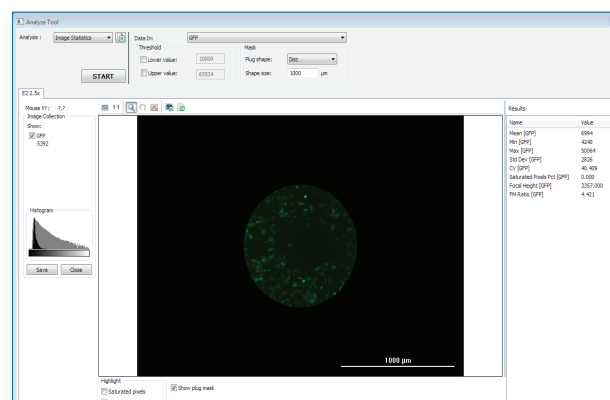 Analyze Tool
Analysis : Image Statistics Data In: GFP
Threshold Mask
Lower value: 10000 Plug shape: Disc
Upper value: 65534 Shape size: 1000 µm
START
E2 2.5x
Mouse XY: ?,? 1:1
Image Collection
Show:
GFP
5392
Histogram
Save Close
1000 µm
Highlight
Saturated pixels Show plug mask
Results:
Name Value
Mean [GFP] 6994
Min [GFP] 4240
Max [GFP] 50064
Std Dev [GFP] 2826
CV [GFP] 40.409
Saturated Pixels Pct [GFP] 0.000
Focal Height [GFP] 3357.000
FM Ratio [GFP] 4.421